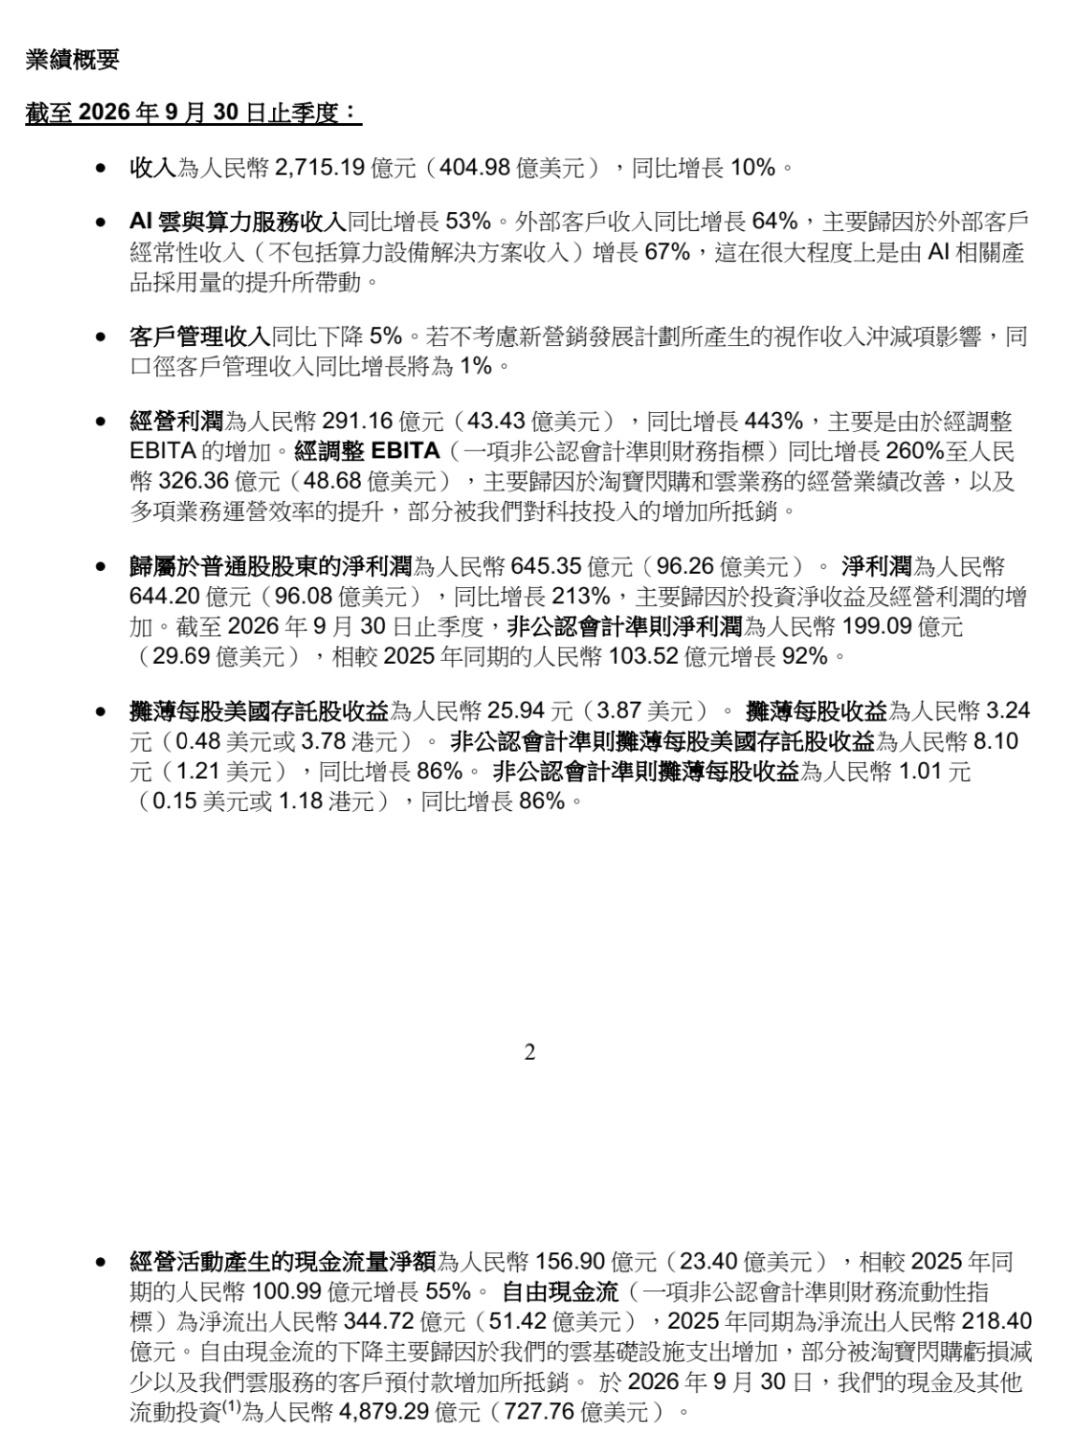 業績概要
截至 2026 年 9 月 30 日止季度：
● 收入為人民幣 2,715.19 億元（404.98 億美元），同比增長 10%。
● AI 雲與算力服務收入同比增長 53%。外部客戶收入同比增長 64%，主要歸因於外部客戶
經常性收入（不包括算力設備解決方案收入）增長 67%，這在很大程度上是由 AI 相關產
品採用量的提升所帶動。
● 客戶管理收入同比下降 5%。若不考慮新營銷發展計劃所產生的視作收入沖減項影響，同
口徑客戶管理收入同比增長將為 1%。
● 經營利潤為人民幣 291.16 億元（43.43 億美元），同比增長 443%，主要是由於經調整
EBITA 的增加。經調整 EBITA（一項非公認會計準則財務指標）同比增長 260%至人民
幣 326.36 億元（48.68 億美元），主要歸因於淘寶閃購和雲業務的經營業績改善，以及
多項業務運營效率的提升，部分被我們對科技投入的增加所抵銷。
● 歸屬於普通股股東的淨利潤為人民幣 645.35 億元（96.26 億美元）。 淨利潤為人民幣
644.20 億元（96.08 億美元），同比增長 213%，主要歸因於投資淨收益及經營利潤的增
加。截至 2026 年 9 月 30 日止季度，非公認會計準則淨利潤為人民幣 199.09 億元
（29.69 億美元），相較 2025 年同期的人民幣 103.52 億元增長 92%。
● 攤薄每股美國存託股收益為人民幣 25.94 元（3.87 美元）。 攤薄每股收益為人民幣 3.24
元（0.48 美元或 3.78 港元）。 非公認會計準則攤薄每股美國存託股收益為人民幣 8.10
元（1.21 美元），同比增長 86%。 非公認會計準則攤薄每股收益為人民幣 1.01 元
（0.15 美元或 1.18 港元），同比增長 86%。
2
● 經營活動產生的現金流量淨額為人民幣 156.90 億元（23.40 億美元），相較 2025 年同
期的人民幣 100.99 億元增長 55%。 自由現金流（一項非公認會計準則財務流動性指
標）為淨流出人民幣 344.72 億元（51.42 億美元），2025 年同期為淨流出人民幣 218.40
億元。自由現金流的下降主要歸因於我們的雲基礎設施支出增加，部分被淘寶閃購虧損減
少以及我們雲服務的客戶預付款增加所抵銷。 於 2026 年 9 月 30 日，我們的現金及其他
流動投資(1)為人民幣 4,879.29 億元（727.76 億美元）。